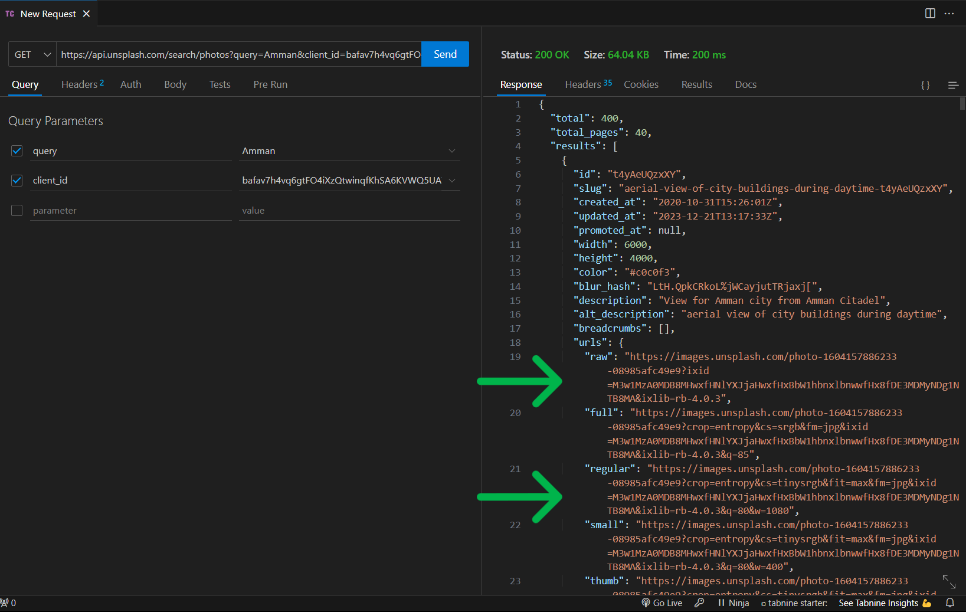 TC New Request
GET https://api.unsplash.com/search/photos?query=Amman&client_id=bafav7h4vq6gtFO Send
Query Headers 2 Auth Body Tests Pre Run
Query Parameters
query Amman
client_id bafav7h4vq6gtFO4iXzQtwinqfKhSA6KVWQ5UA
parameter value
Status: 200 OK Size: 64.04 KB Time: 200 ms
Response Headers 35 Cookies Results Docs { }
1 {
2 "total": 400,
3 "total_pages": 40,
4 "results": [
5 {
6 "id": "t4yAeUQzxXY",
7 "slug": "aerial-view-of-city-buildings-during-daytime-t4yAeUQzxXY",
8 "created_at": "2020-10-31T15:26:01Z",
9 "updated_at": "2023-12-21T13:17:33Z",
10 "promoted_at": null,
11 "width": 6000,
12 "height": 4000,
13 "color": "#c0c0f3",
14 "blur_hash": "LtH.QpkCRkoL%jWCayjutTRjaxj[",
15 "description": "View for Amman city from Amman Citadel",
16 "alt_description": "aerial view of city buildings during daytime",
17 "breadcrumbs": [],
18 "urls": {
19 "raw": "https://images.unsplash.com/photo-1604157886233
-08985afc49e9?ixid
=M3w1MzA0MDB8MHwxfHNlYXJjaHwxfHxBbW1hbnxlbnwwfHx8fDE3MDMyNDg1N
TB8MA&ixlib=rb-4.0.3",
20 "full": "https://images.unsplash.com/photo-1604157886233
-08985afc49e9?crop=entropy&cs=srgb&fm=jpg&ixid
=M3w1MzA0MDB8MHwxfHNlYXJjaHwxfHxBbW1hbnxlbnwwfHx8fDE3MDMyNDg1N
TB8MA&ixlib=rb-4.0.3&q=85",
21 "regular": "https://images.unsplash.com/photo-1604157886233
-08985afc49e9?crop=entropy&cs=tinysrgb&fit=max&fm=jpg&ixid
=M3w1MzA0MDB8MHwxfHNlYXJjaHwxfHxBbW1hbnxlbnwwfHx8fDE3MDMyNDg1N
TB8MA&ixlib=rb-4.0.3&q=80&w=1080",
22 "small": "https://images.unsplash.com/photo-1604157886233
-08985afc49e9?crop=entropy&cs=tinysrgb&fit=max&fm=jpg&ixid
=M3w1MzA0MDB8MHwxfHNlYXJjaHwxfHxBbW1hbnxlbnwwfHx8fDE3MDMyNDg1N
TB8MA&ixlib=rb-4.0.3&q=80&w=400",
23 "thumb": "https://images.unsplash.com/photo-1604157886233
0 Go Live Ninja tabnine starter: See Tabnine Insights